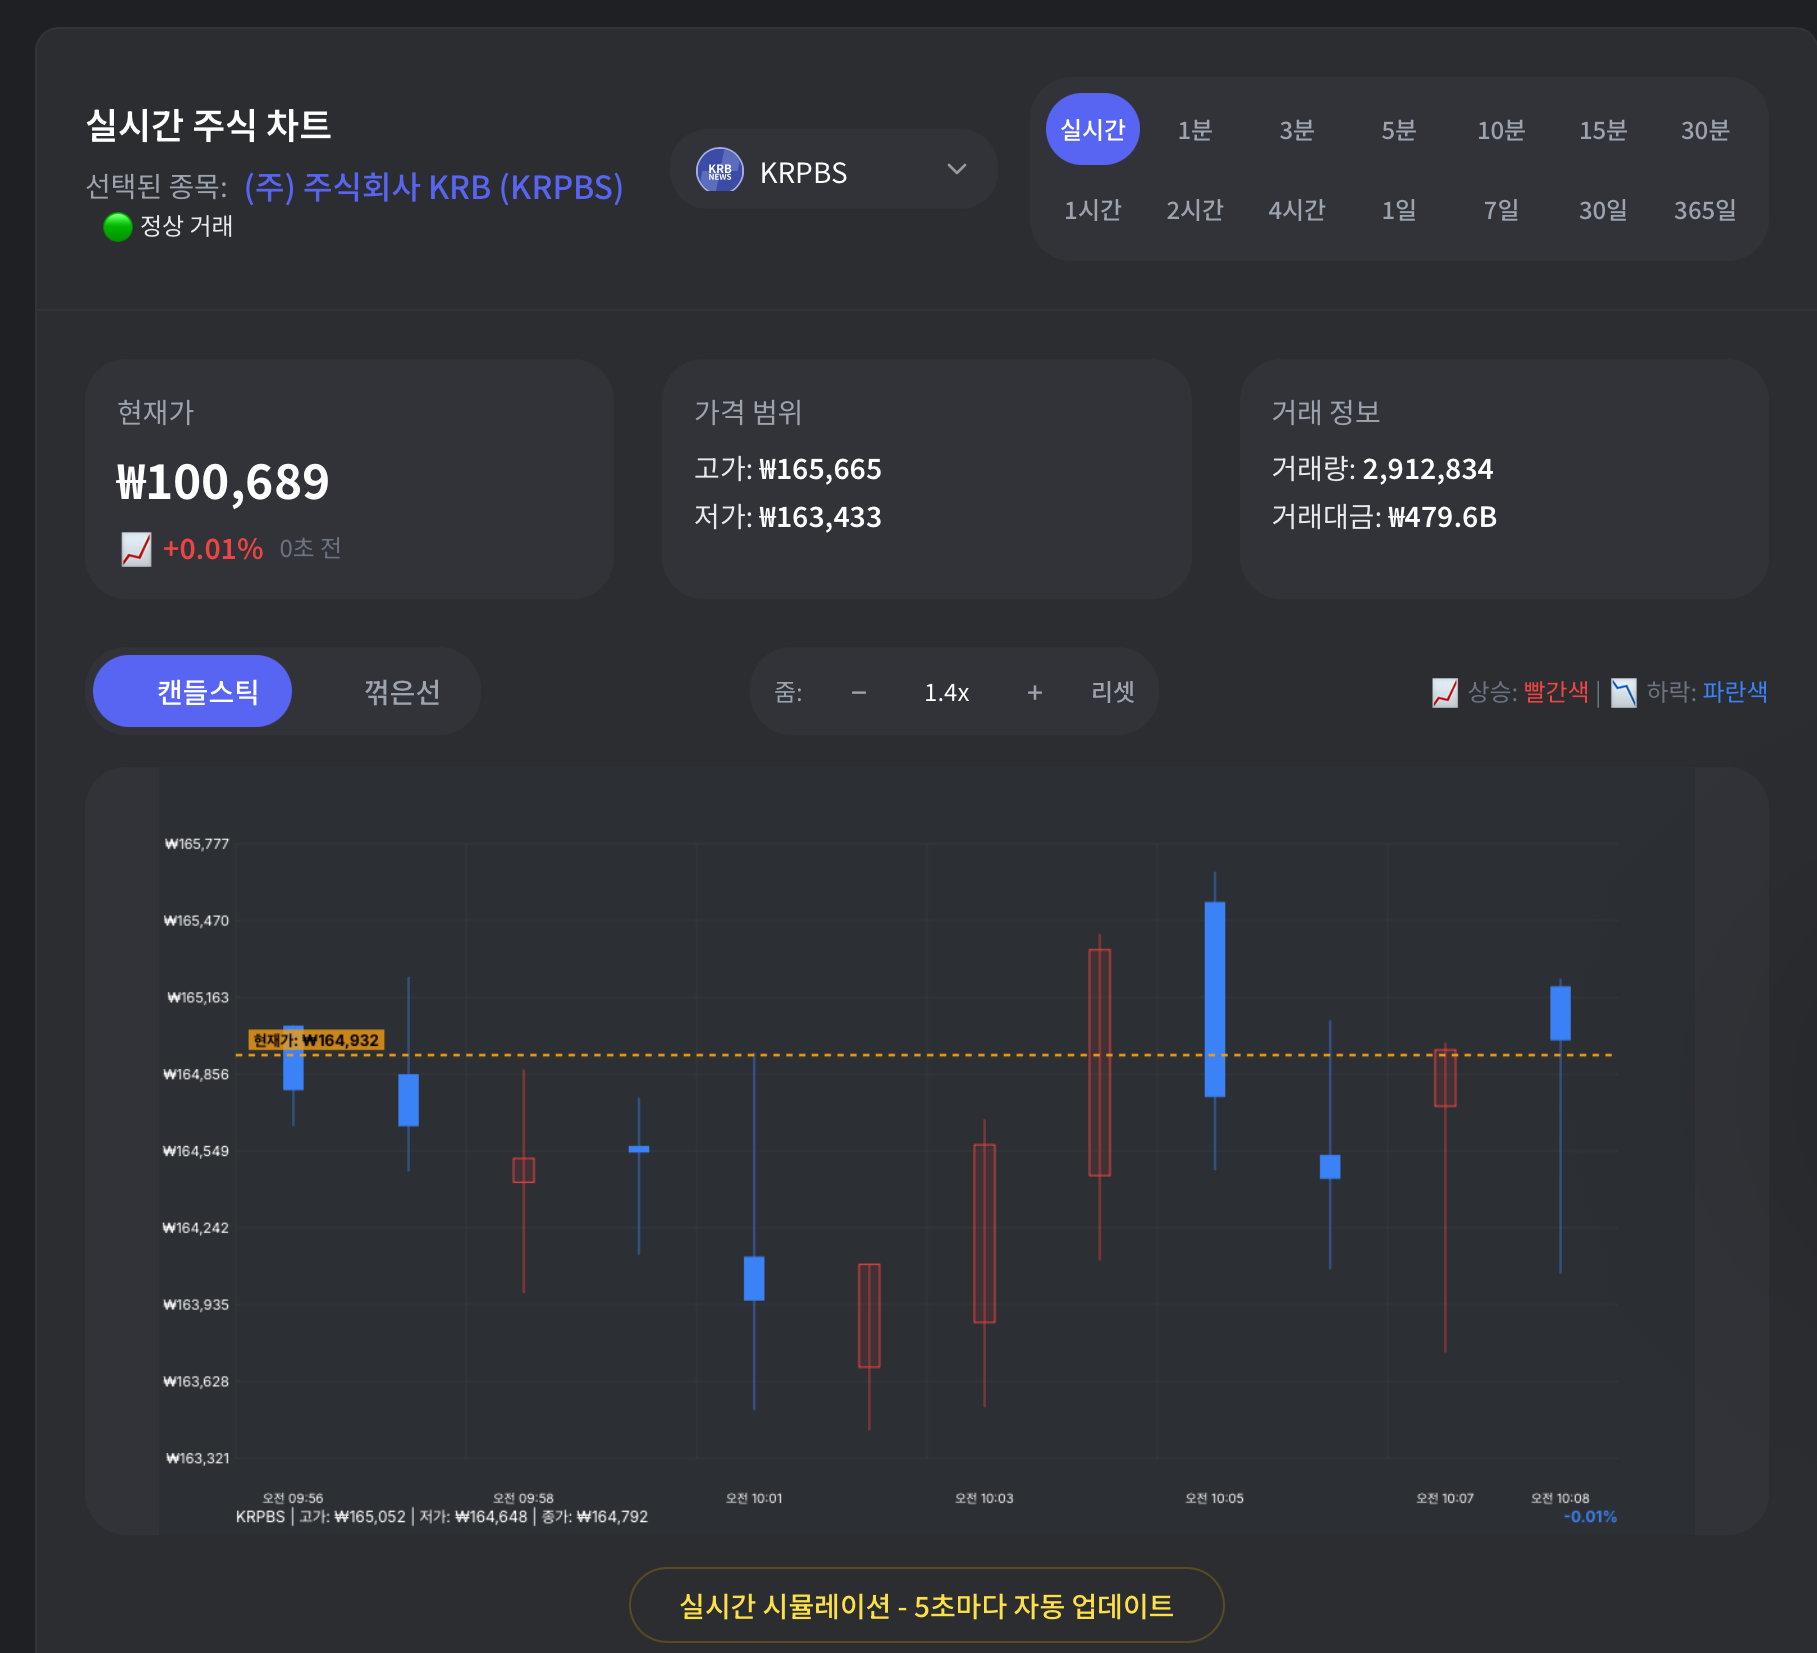 실시간 주식 차트
선택된 종목: (주) 주식회사 KRB (KRPBS)
정상 거래
KRB
NEWS
KRPBS
실시간 1분 3분 5분 10분 15분 30분
1시간 2시간 4시간 1일 7일 30일 365일
현재가
₩100,689
+0.01% 0초 전
가격 범위
고가: ₩165,665
저가: ₩163,433
거래 정보
거래량: 2,912,834
거래대금: ₩479.6B
캔들스틱 꺾은선
줌: − 1.4x + 리셋
상승: 빨간색 | 하락: 파란색
₩165,777
₩165,470
₩165,163
현재가: ₩164,932
₩164,856
₩164,549
₩164,242
₩163,935
₩163,628
₩163,321
오전 09:56 오전 09:58 오전 10:01 오전 10:03 오전 10:05 오전 10:07 오전 10:08
KRPBS | 고가: ₩165,052 | 저가: ₩164,648 | 종가: ₩164,792
-0.01%
실시간 시뮬레이션 - 5초마다 자동 업데이트